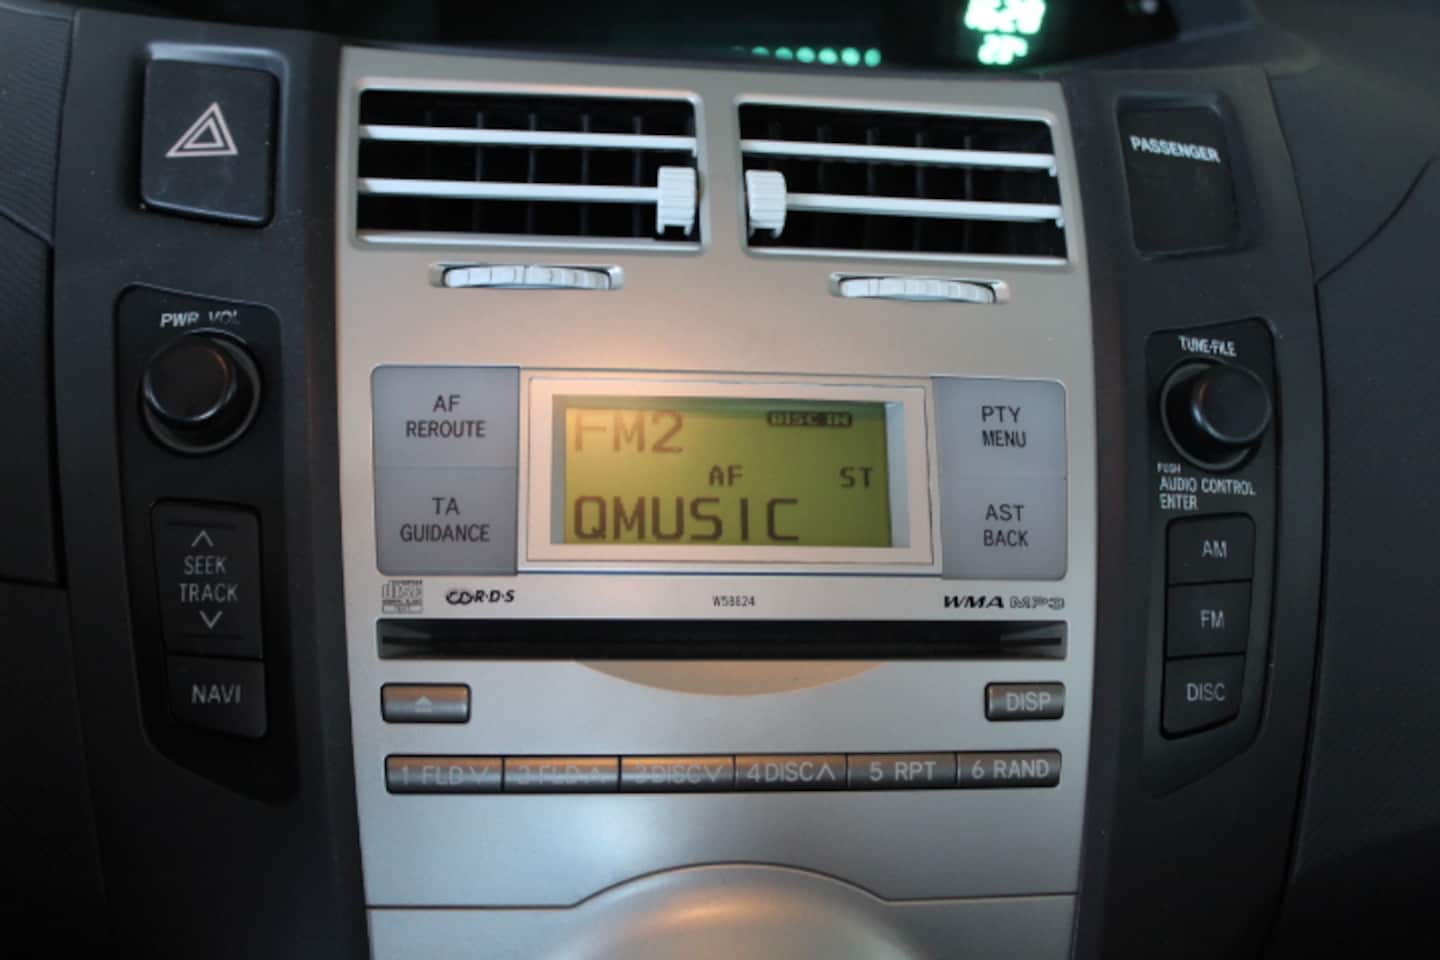 PASSENGER
PWR VOL
TUNE•FILE
AF
REROUTE
FM2
DISC IN
PTY
MENU
AF
ST
TA
GUIDANCE
QMUSIC
AST
BACK
PUSH
AUDIO CONTROL
ENTER
SEEK
TRACK
AM
R•D•S
W58824
WMA MP3
FM
NAVI
DISC
DISP
1 FLD
2 FLD
3 DISC
4 DISC
5 RPT
6 RAND